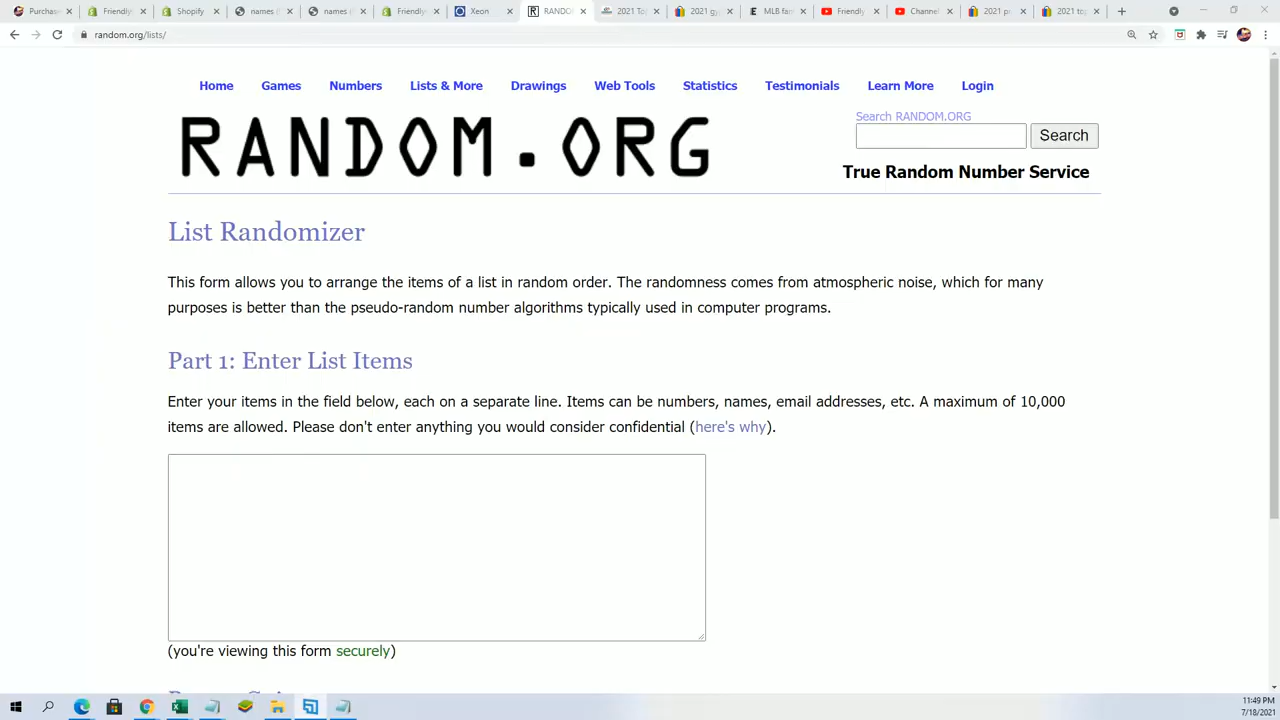 Purchas
Friendly
Shopify
names (
names (
Friendly
Xeon
RANDO
2021 To
2021 gy
MLB fan
Friendly
Channel
2021 p
2021 to
random.org/lists/
Home Games Numbers Lists & More Drawings Web Tools Statistics Testimonials Learn More Login
RANDOM.ORG
Search RANDOM.ORG
Search
True Random Number Service
List Randomizer
This form allows you to arrange the items of a list in random order. The randomness comes from atmospheric noise, which for many
purposes is better than the pseudo-random number algorithms typically used in computer programs.
Part 1: Enter List Items
Enter your items in the field below, each on a separate line. Items can be numbers, names, email addresses, etc. A maximum of 10,000
items are allowed. Please don't enter anything you would consider confidential (here's why).
(you're viewing this form securely)
11:49 PM
7/18/2021